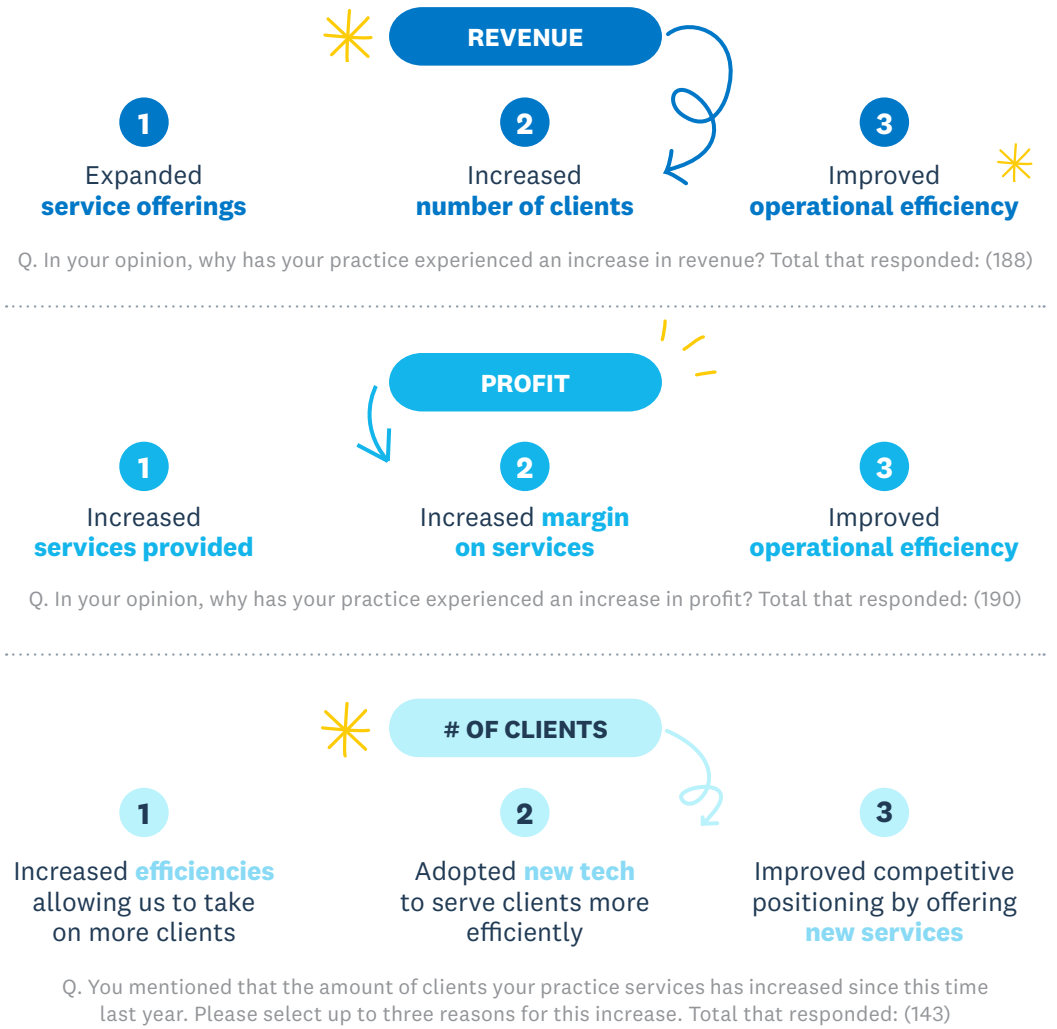 REVENUE
1
Expanded
service offerings
2
Increased
number of clients
3
Improved
operational efficiency
Q. In your opinion, why has your practice experienced an increase in revenue? Total that responded: (188)
PROFIT
1
Increased
services provided
2
Increased margin
on services
3
Improved
operational efficiency
Q. In your opinion, why has your practice experienced an increase in profit? Total that responded: (190)
# OF CLIENTS
1
Increased efficiencies
allowing us to take
on more clients
2
Adopted new tech
to serve clients more
efficiently
3
Improved competitive
positioning by offering
new services
Q. You mentioned that the amount of clients your practice services has increased since this time
last year. Please select up to three reasons for this increase. Total that responded: (143)